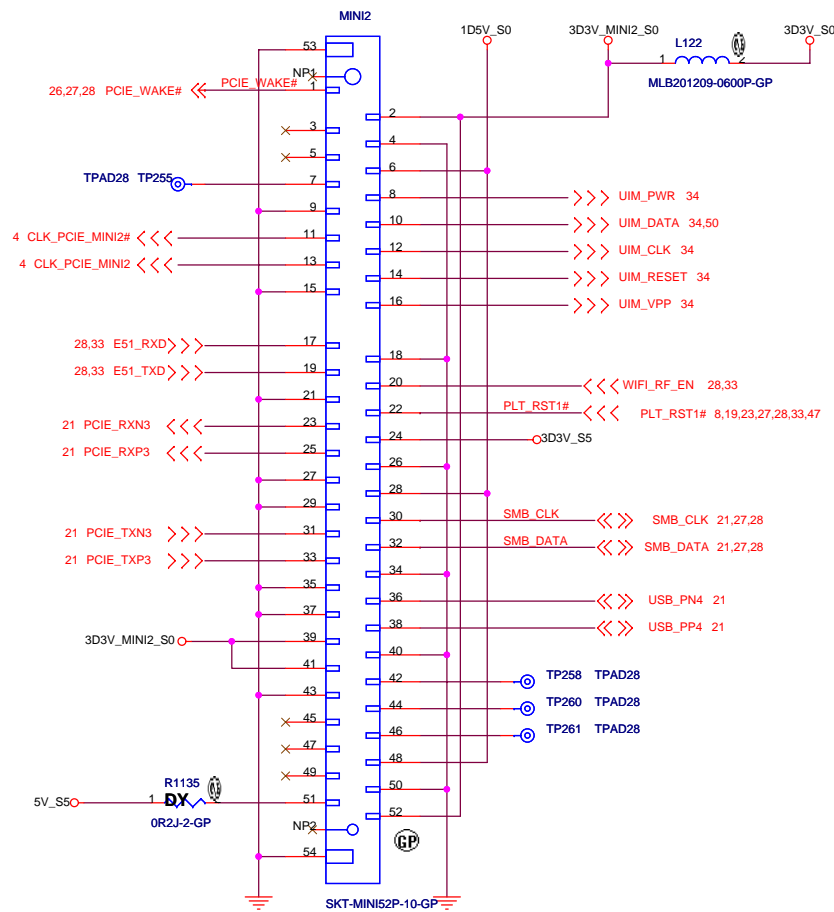 MINI2
1D5V_S0
3D3V_MINI2_S0
3D3V_S0
L122
1
2
MLB201209-0600P-GP
53
NP1
26,27,28 PCIE_WAKE#
PCIE_WAKE#
1
2
3
4
5
6
TPAD28 TP255
7
8
UIM_PWR 34
9
10
UIM_DATA 34,50
4 CLK_PCIE_MINI2#
11
12
UIM_CLK 34
4 CLK_PCIE_MINI2
13
14
UIM_RESET 34
15
16
UIM_VPP 34
28,33 E51_RXD
17
18
28,33 E51_TXD
19
20
WIFI_RF_EN 28,33
21
22
PLT_RST1#
PLT_RST1# 8,19,23,27,28,33,47
21 PCIE_RXN3
23
24
3D3V_S5
21 PCIE_RXP3
25
26
27
28
29
30
SMB_CLK
SMB_CLK 21,27,28
21 PCIE_TXN3
31
32
SMB_DATA
SMB_DATA 21,27,28
21 PCIE_TXP3
33
34
35
36
USB_PN4 21
37
38
USB_PP4 21
3D3V_MINI2_S0
39
40
41
42
TP258 TPAD28
43
44
TP260 TPAD28
45
46
TP261 TPAD28
47
48
49
50
R1135
5V_S5
1
DY
2
51
52
0R2J-2-GP
NP2
GP
54
SKT-MINI52P-10-GP